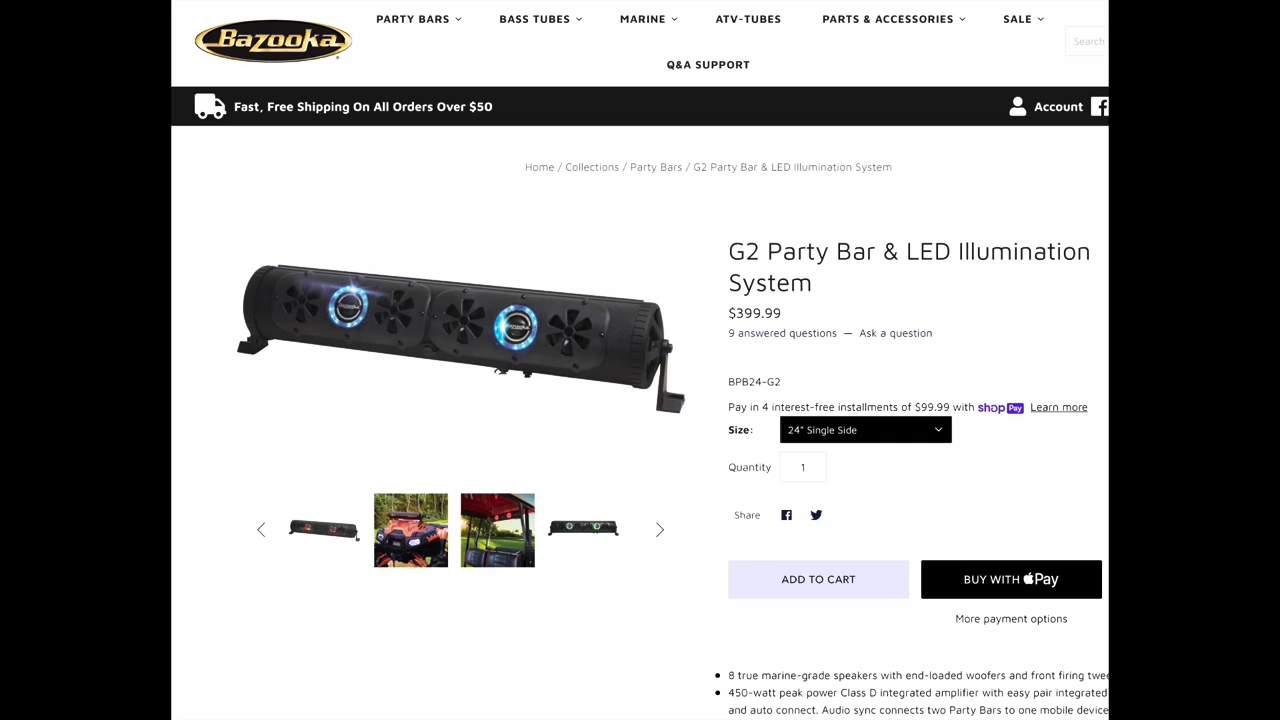 Bazooka
PARTY BARS
BASS TUBES
MARINE
ATV-TUBES
PARTS & ACCESSORIES
SALE
Search
Q&A SUPPORT
Fast, Free Shipping On All Orders Over $50
Account
Home / Collections / Party Bars / G2 Party Bar & LED Illumination System
G2 Party Bar & LED Illumination
System
$399.99
9 answered questions — Ask a question
BPB24-G2
Pay in 4 interest-free installments of $99.99 with shop Pay Learn more
Size: 24" Single Side
Quantity 1
Share
ADD TO CART
BUY WITH Pay
More payment options
8 true marine-grade speakers with end-loaded woofers and front firing
450-watt peak power Class D integrated amplifier with easy pair integrated
and auto connect. Audio sync connects two Party Bars to one mobile device